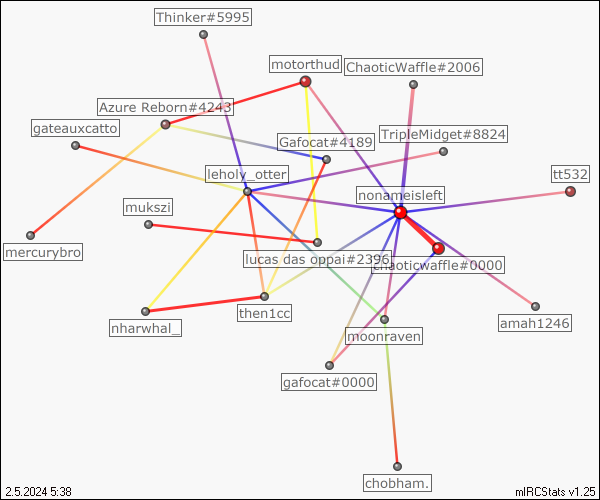 Thinker#5995
motorthud
ChaoticWaffle#2006
Azure Reborn#4243
gateauxcatto
TripleMidget#8824
Gafocat#4189
leholy_otter
tt532
nonameisleft
mukszi
mercurybro
lucas das oppai#2396
chaoticwaffle#0000
then1cc
nharwhal_
amah1246
moonraven
gafocat#0000
chobham.
2.5.2024 5:38
mIRCStats v1.25